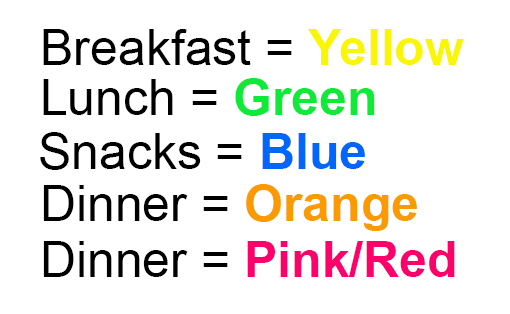 Breakfast = Yellow
Lunch = Green
Snacks = Blue
Dinner = Orange
Dinner = Pink/Red